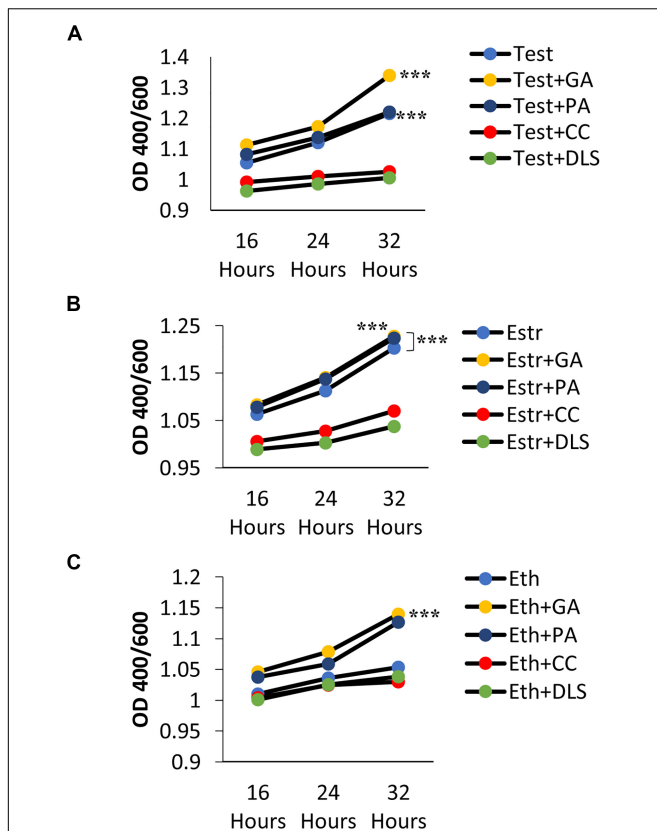 A
1.4
1.3
1.2
1.1
1
0.9
OD 400/600
16 24 32
Hours Hours Hours
***
***
Test
Test+GA
Test+PA
Test+CC
Test+DLS
B
1.25
1.15
1.05
0.95
OD 400/600
16 24 32
Hours Hours Hours
***
***
Estr
Estr+GA
Estr+PA
Estr+CC
Estr+DLS
C
1.2
1.15
1.1
1.05
1
0.95
0.9
OD 400/600
16 24 32
Hours Hours Hours
***
Eth
Eth+GA
Eth+PA
Eth+CC
Eth+DLS